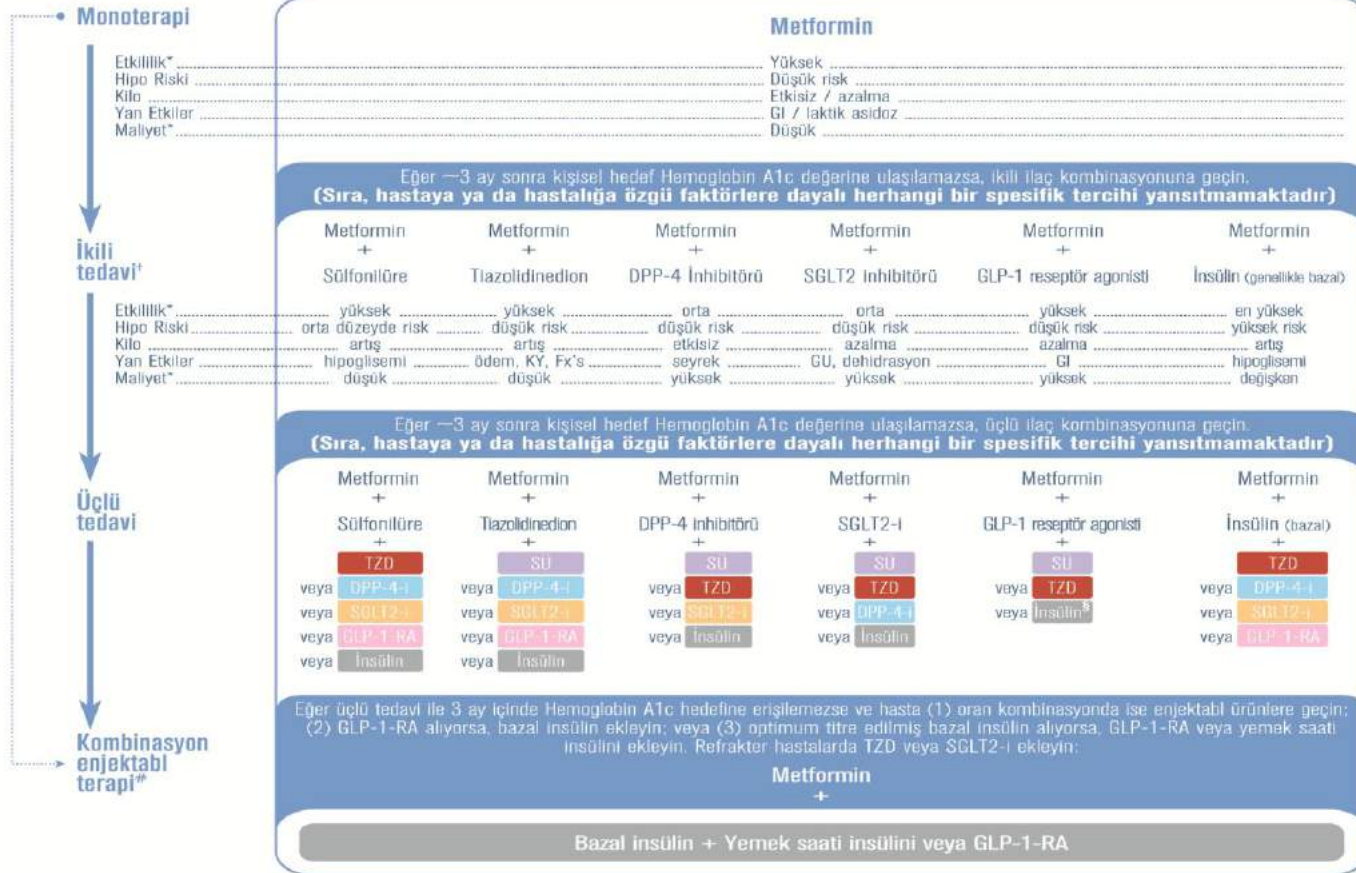 Monoterapi
Metformin
Etkililik* Yüksek
Hipo Riski Düşük risk
Kilo Etkisiz / azalma
Yan Etkiler GI / laktik asidoz
Maliyet* Düşük
Eğer ~3 ay sonra kişisel hedef Hemoglobin A1c değerine ulaşılamazsa, ikili ilaç kombinasyonuna geçin.
(Sıra, hastaya ya da hastalığa özgü faktörlere dayalı herhangi bir spesifik tercihi yansıtmamaktadır)
İkili
tedavi†
Metformin Metformin Metformin Metformin Metformin Metformin
+ + + + + +
Sülfonilüre Tiazolidinedion DPP-4 İnhibitörü SGLT2 inhibitörü GLP-1 reseptör agonisti İnsülin (genellikle bazal)
Etkililik* yüksek yüksek orta orta yüksek en yüksek
Hipo Riski orta düzeyde risk düşük risk düşük risk düşük risk düşük risk yüksek risk
Kilo artış artış etkisiz azalma azalma artış
Yan Etkiler hipoglisemi ödem, KY, Fx's seyrek GU, dehidrasyon GI hipoglisemi
Maliyet* düşük düşük yüksek yüksek yüksek değişken
Eğer ~3 ay sonra kişisel hedef Hemoglobin A1c değerine ulaşılamazsa, üçlü ilaç kombinasyonuna geçin.
(Sıra, hastaya ya da hastalığa özgü faktörlere dayalı herhangi bir spesifik tercihi yansıtmamaktadır)
Üçlü
tedavi
Metformin Metformin Metformin Metformin Metformin Metformin
+ + + + + +
Sülfonilüre Tiazolidinedion DPP-4 inhibitörü SGLT2-i GLP-1 reseptör agonisti İnsülin (bazal)
+ + + + + +
TZD SÜ SÜ SÜ SÜ TZD
veya DPP-4-i veya DPP-4-i veya TZD veya TZD veya TZD veya DPP-4-i
veya SGLT2-i veya SGLT2-i veya SGLT2-i veya DPP-4-i veya İnsülin§ veya SGLT2-i
veya GLP-1-RA veya GLP-1-RA veya İnsülin veya İnsülin veya GLP-1-RA
veya İnsülin veya İnsülin
Kombinasyon
enjektabl
terapi#
Eğer üçlü tedavi ile 3 ay içinde Hemoglobin A1c hedefine erişilemezse ve hasta (1) oran kombinasyonda ise enjektabl ürünlere geçin;
(2) GLP-1-RA alıyorsa, bazal insülin ekleyin; veya (3) optimum titre edilmiş bazal insülin alıyorsa, GLP-1-RA veya yemek saati
insülini ekleyin. Refrakter hastalarda TZD veya SGLT2-i ekleyin:
Metformin
+
Bazal insülin + Yemek saati insülini veya GLP-1-RA